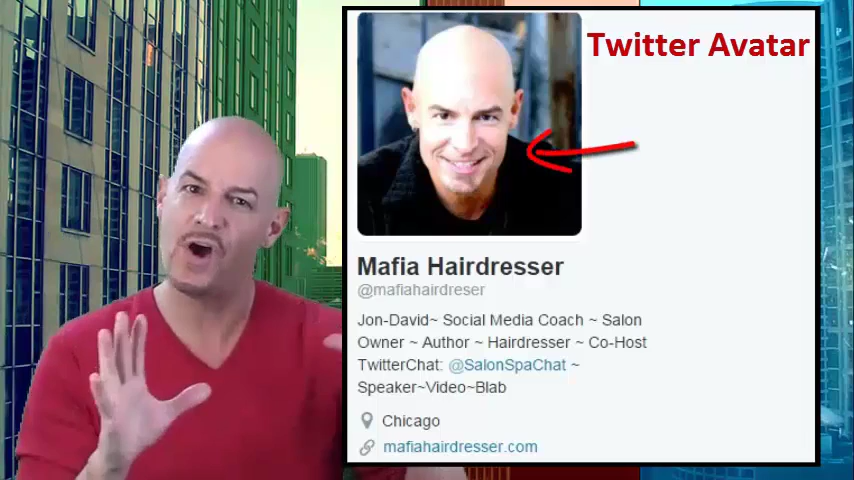 Twitter Avatar
Mafia Hairdresser
@mafiahairdreser
Jon-David~ Social Media Coach ~ Salon
Owner ~ Author ~ Hairdresser ~ Co-Host
TwitterChat: @SalonSpaChat ~
Speaker~Video~Blab
Chicago
mafiahairdresser.com